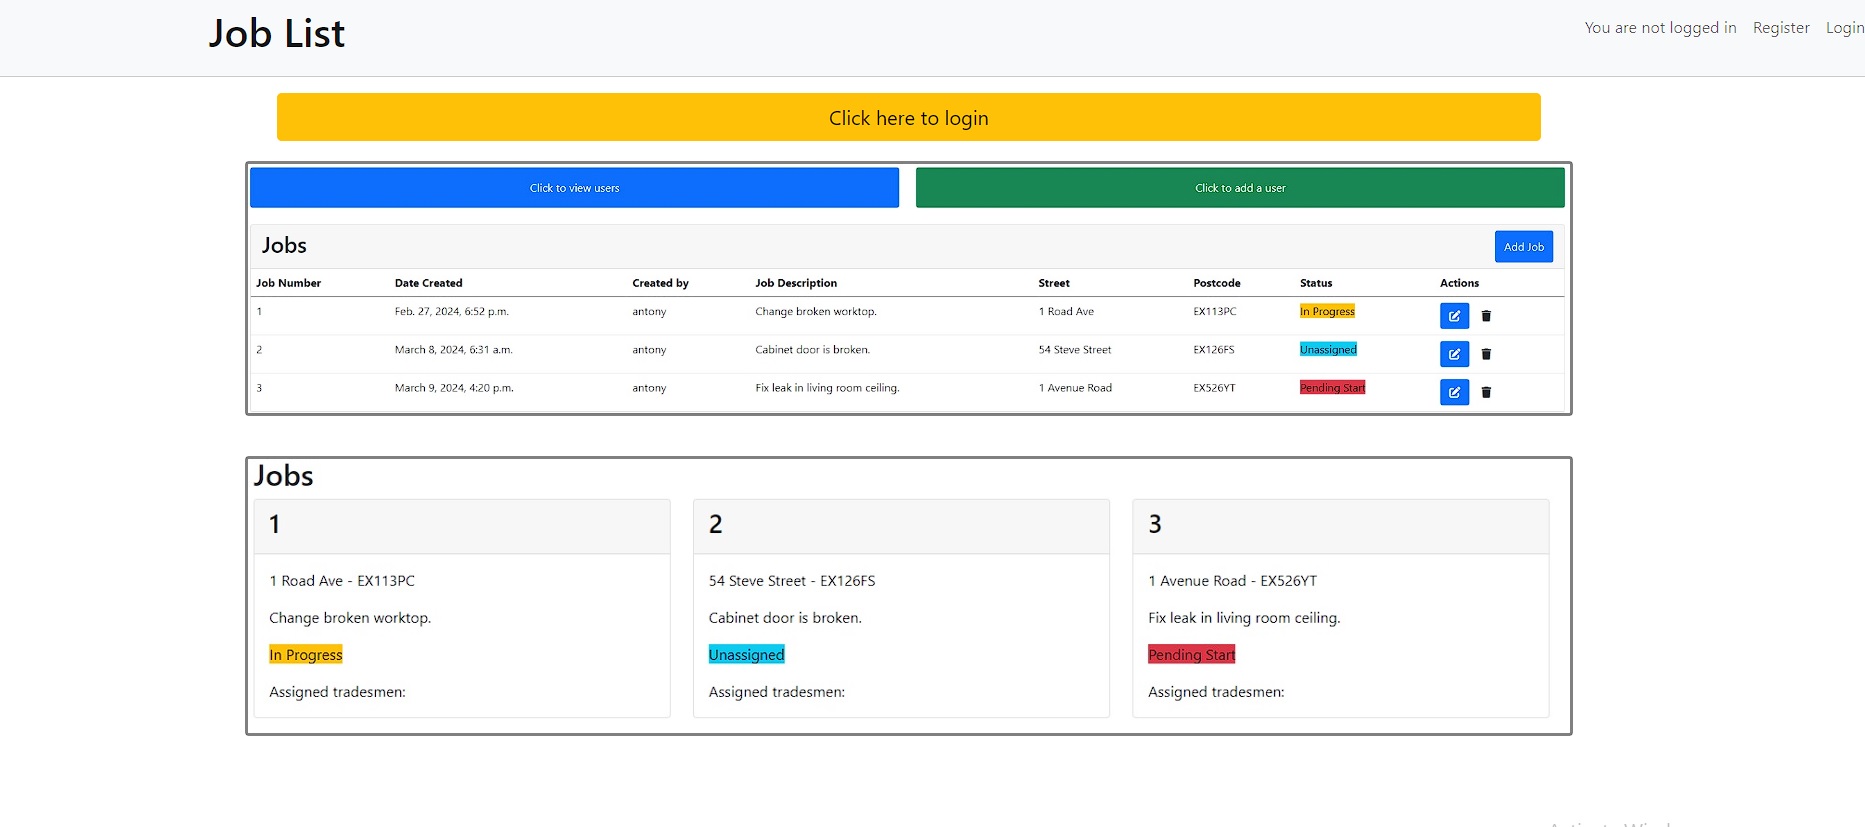 Job List
You are not logged in Register Login
Click here to login
Click to view users
Click to add a user
Jobs
Add Job
Job Number Date Created Created by Job Description Street Postcode Status Actions
1 Feb. 27, 2024, 6:52 p.m. antony Change broken worktop. 1 Road Ave EX113PC In Progress
2 March 8, 2024, 6:31 a.m. antony Cabinet door is broken. 54 Steve Street EX126FS Unassigned
3 March 9, 2024, 4:20 p.m. antony Fix leak in living room ceiling. 1 Avenue Road EX526YT Pending Start
Jobs
1
1 Road Ave - EX113PC
Change broken worktop.
In Progress
Assigned tradesmen:
2
54 Steve Street - EX126FS
Cabinet door is broken.
Unassigned
Assigned tradesmen:
3
1 Avenue Road - EX526YT
Fix leak in living room ceiling.
Pending Start
Assigned tradesmen: